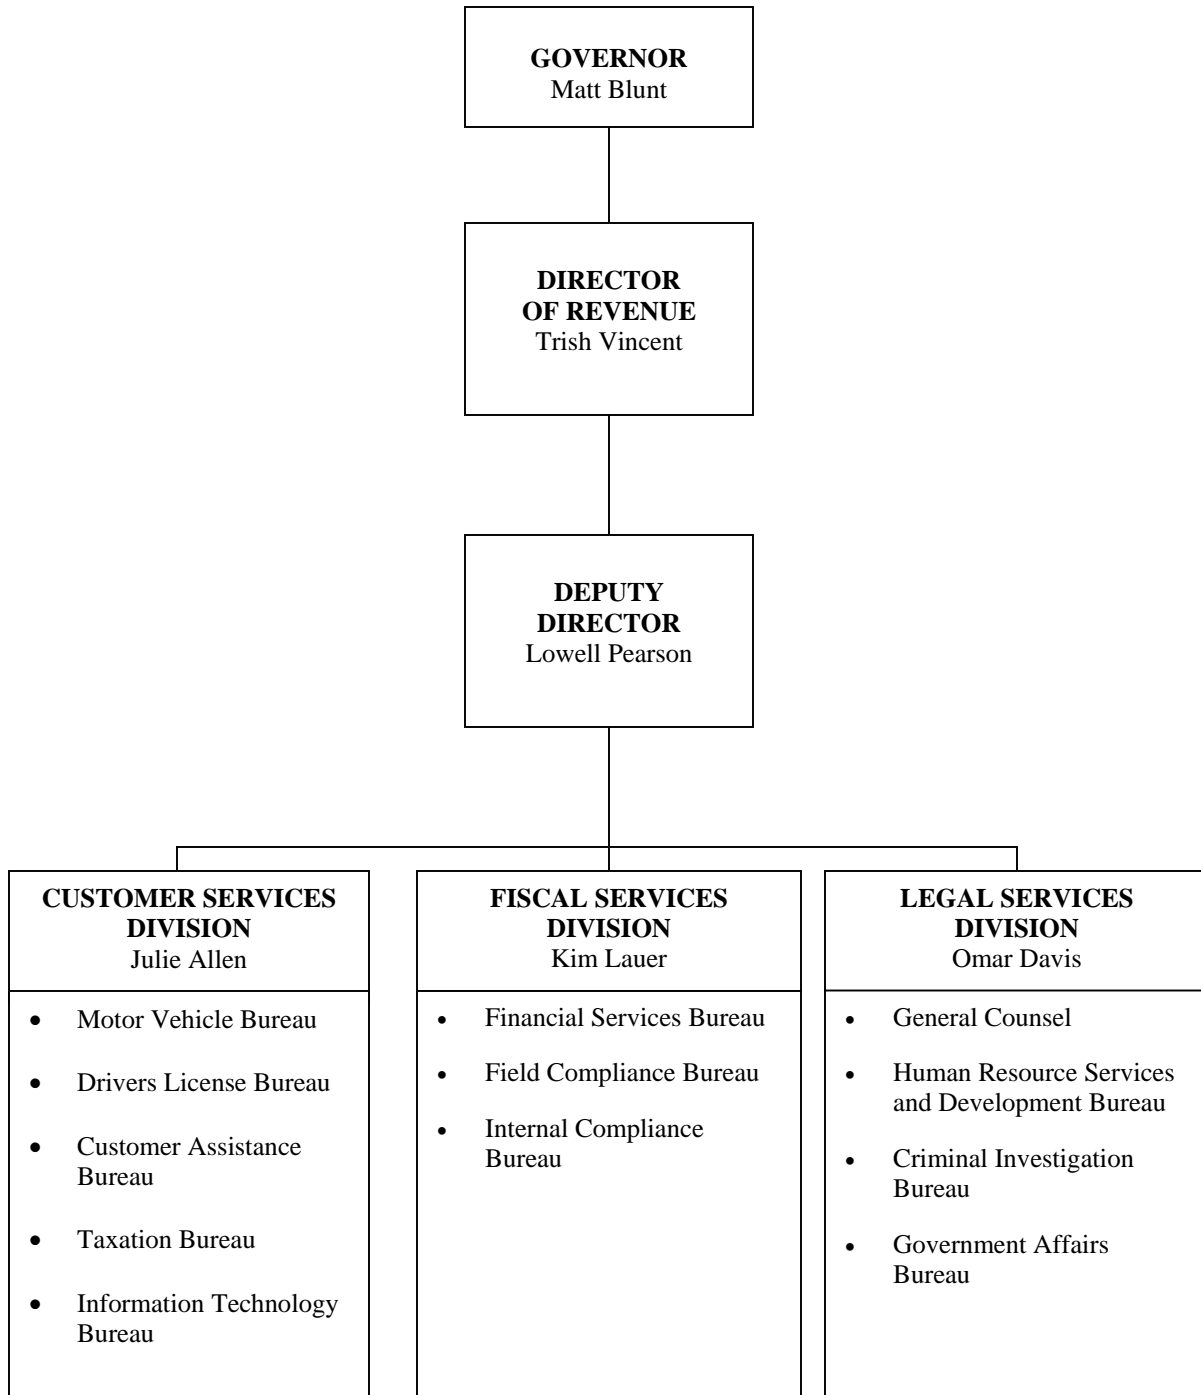 GOVERNOR
Matt Blunt
DIRECTOR
OF REVENUE
Trish Vincent
DEPUTY
DIRECTOR
Lowell Pearson
CUSTOMER SERVICES
DIVISION
Julie Allen
• Motor Vehicle Bureau
• Drivers License Bureau
• Customer Assistance
Bureau
• Taxation Bureau
• Information Technology
Bureau
FISCAL SERVICES
DIVISION
Kim Lauer
• Financial Services Bureau
• Field Compliance Bureau
• Internal Compliance
Bureau
LEGAL SERVICES
DIVISION
Omar Davis
• General Counsel
• Human Resource Services
and Development Bureau
• Criminal Investigation
Bureau
• Government Affairs
Bureau